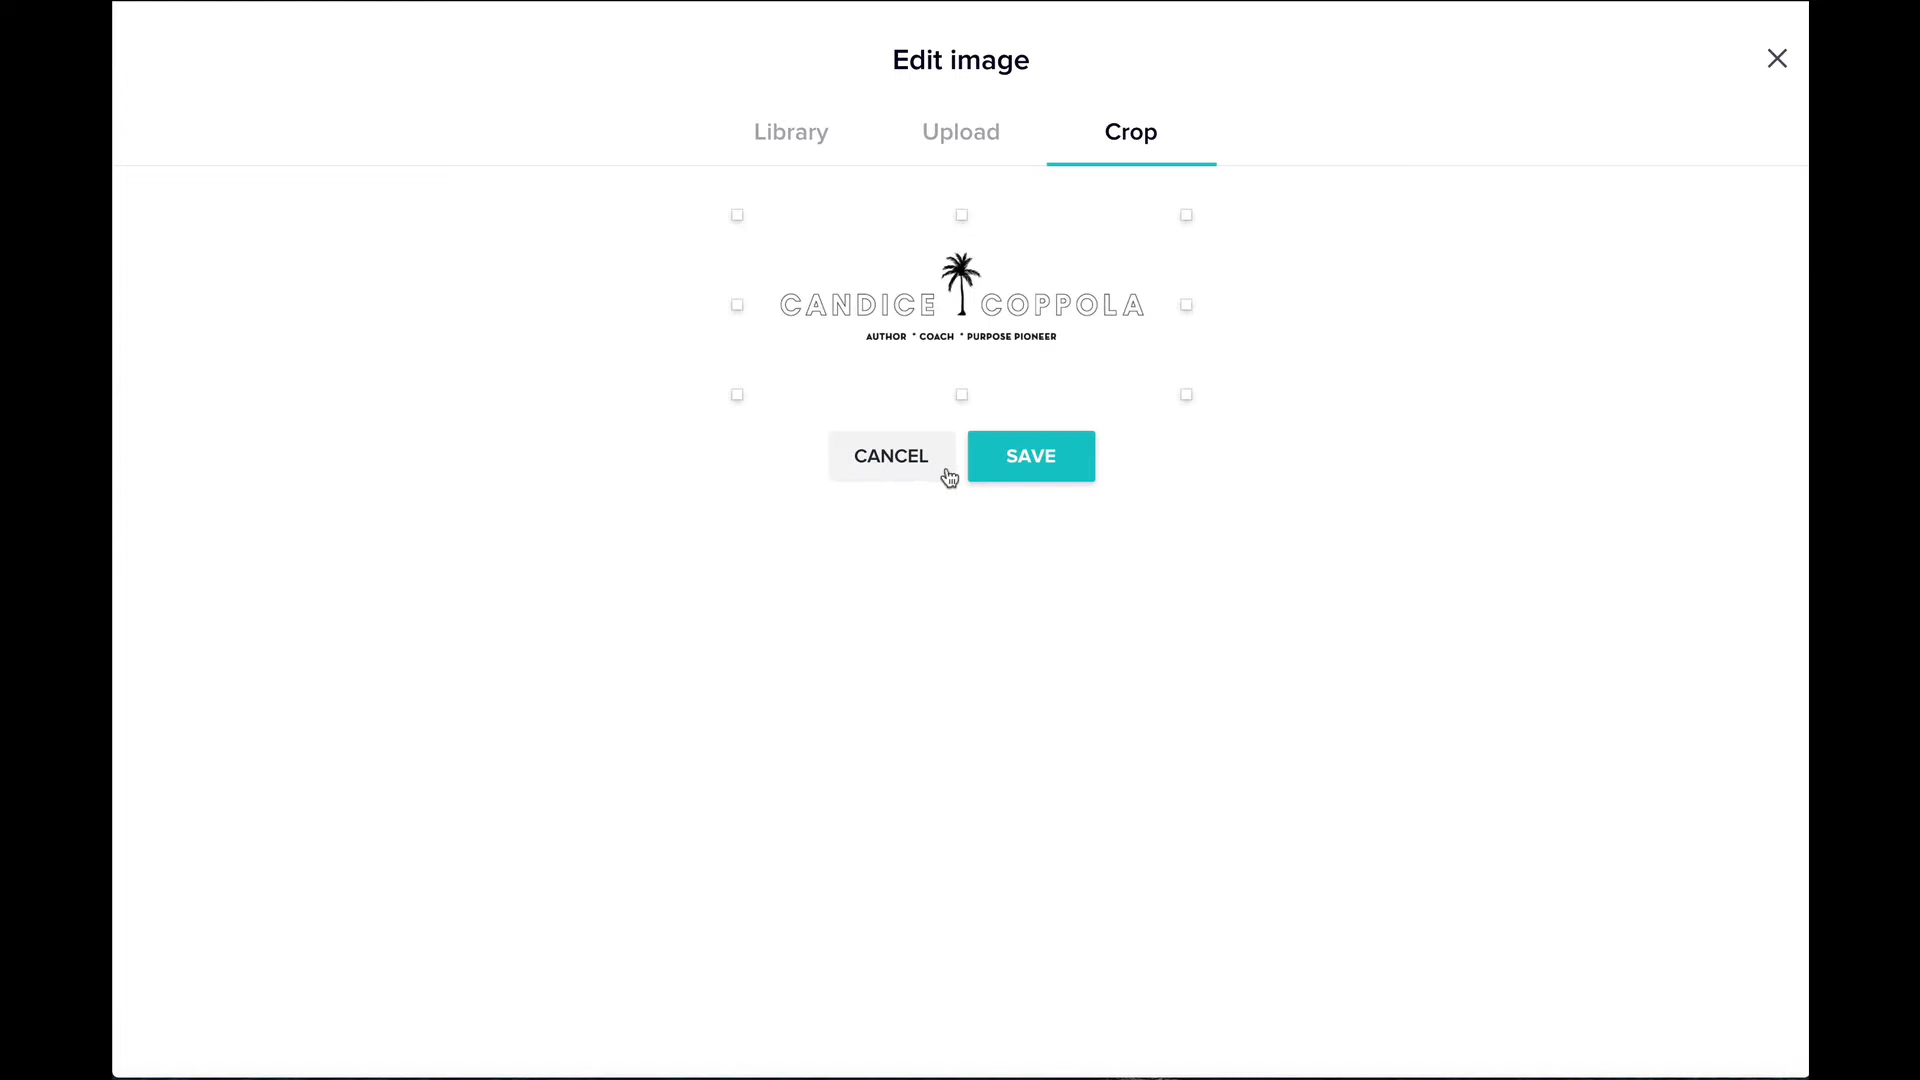 Edit image
Library Upload Crop
CANDICE COPPOLA
AUTHOR * COACH * PURPOSE PIONEER
CANCEL SAVE